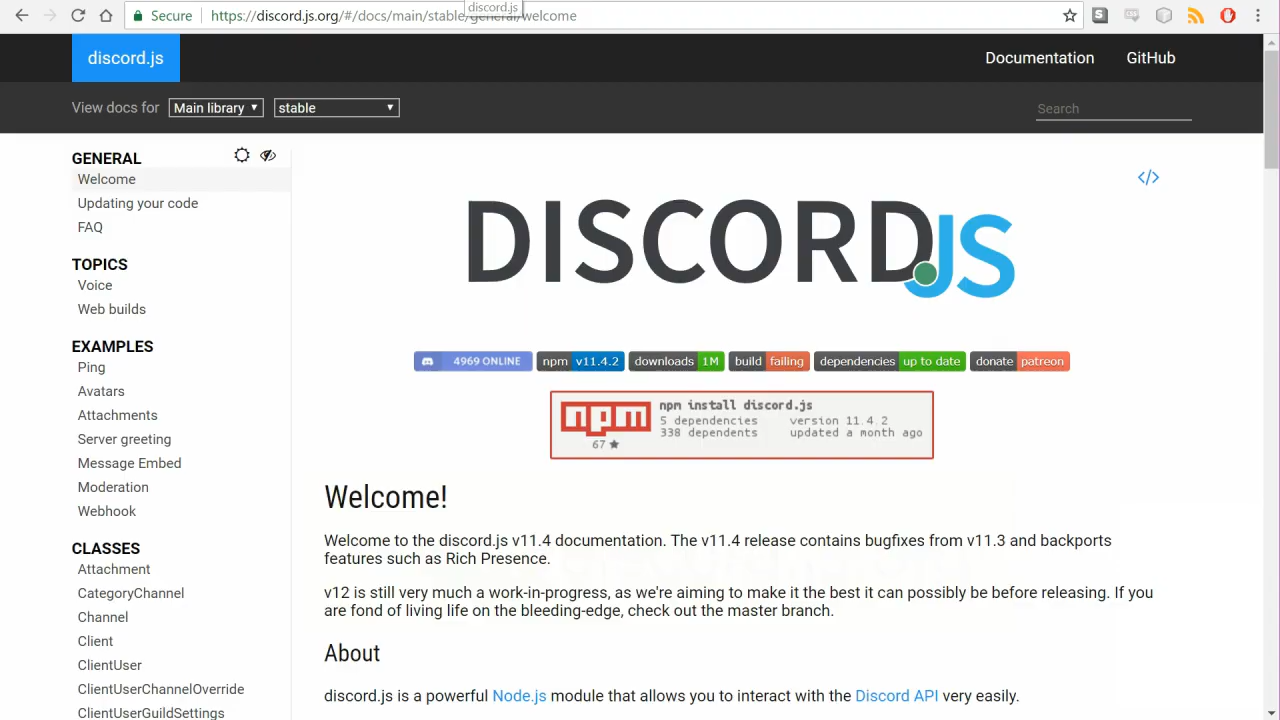 discord.js
Secure
https://discord.js.org/#/docs/main/stable/general/welcome
discord.js
Documentation
GitHub
View docs for
Main library
stable
Search
GENERAL
Welcome
Updating your code
FAQ
TOPICS
Voice
Web builds
EXAMPLES
Ping
Avatars
Attachments
Server greeting
Message Embed
Moderation
Webhook
CLASSES
Attachment
CategoryChannel
Channel
Client
ClientUser
ClientUserChannelOverride
ClientUserGuildSettings
</>
DISCORD.JS
4969 ONLINE
npm v11.4.2
downloads 1M
build failing
dependencies up to date
donate patreon
npm
67 ★
npm install discord.js
5 dependencies version 11.4.2
338 dependents updated a month ago
Welcome!
Welcome to the discord.js v11.4 documentation. The v11.4 release contains bugfixes from v11.3 and backports
features such as Rich Presence.
v12 is still very much a work-in-progress, as we're aiming to make it the best it can possibly be before releasing. If you
are fond of living life on the bleeding-edge, check out the master branch.
About
discord.js is a powerful Node.js module that allows you to interact with the Discord API very easily.